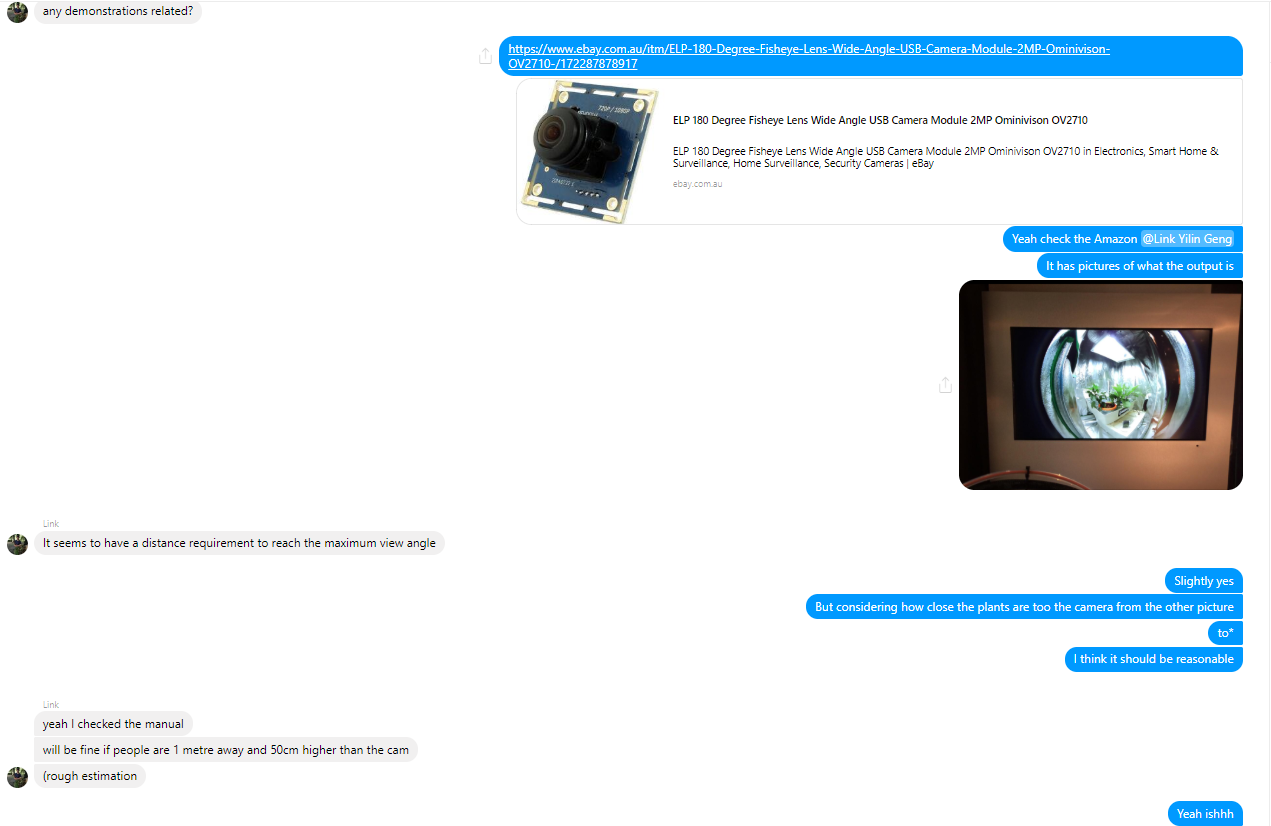 any demonstrations related?
https://www.ebay.com.au/itm/ELP-180-Degree-Fisheye-Lens-Wide-Angle-USB-Camera-Module-2MP-Ominivison-
OV2710-/172287878917
720P / 1080P
ELP 180 Degree Fisheye Lens Wide Angle USB Camera Module 2MP Ominivison OV2710
ELP 180 Degree Fisheye Lens Wide Angle USB Camera Module 2MP Ominivison OV2710 in Electronics, Smart Home &
Surveillance, Home Surveillance, Security Cameras | eBay
ebay.com.au
Yeah check the Amazon @Link Yilin Geng
It has pictures of what the output is
Link
It seems to have a distance requirement to reach the maximum view angle
Slightly yes
But considering how close the plants are too the camera from the other picture
to*
I think it should be reasonable
Link
yeah I checked the manual
will be fine if people are 1 metre away and 50cm higher than the cam
(rough estimation
Yeah ishhh